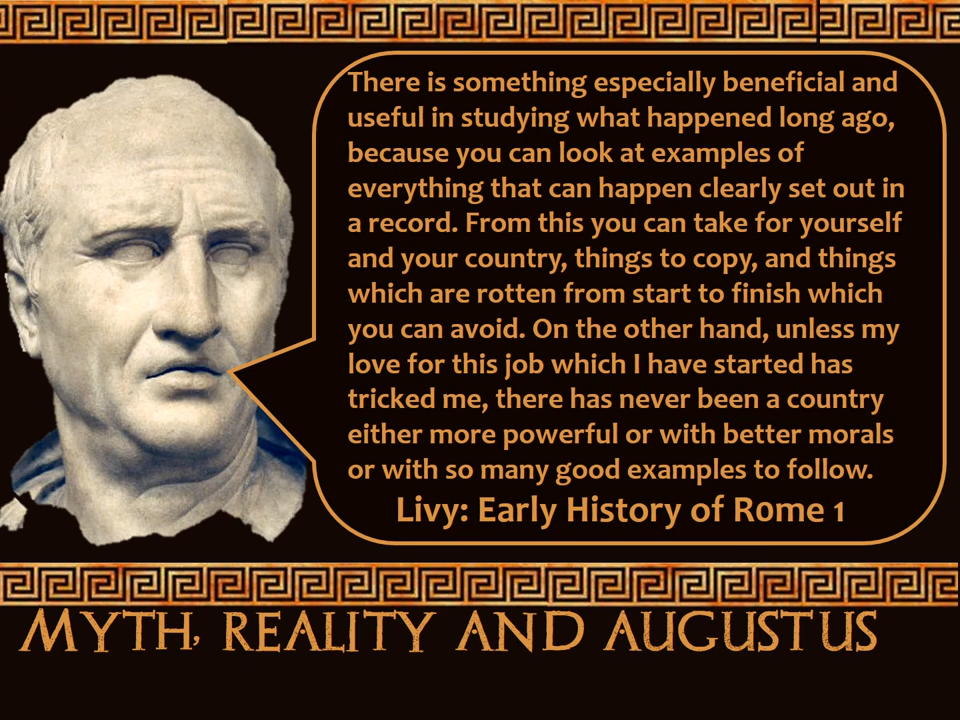 There is something especially beneficial and
useful in studying what happened long ago,
because you can look at examples of
everything that can happen clearly set out in
a record. From this you can take for yourself
and your country, things to copy, and things
which are rotten from start to finish which
you can avoid. On the other hand, unless my
love for this job which I have started has
tricked me, there has never been a country
either more powerful or with better morals
or with so many good examples to follow.
Livy: Early History of R0me 1
Myth, reality and Augustus